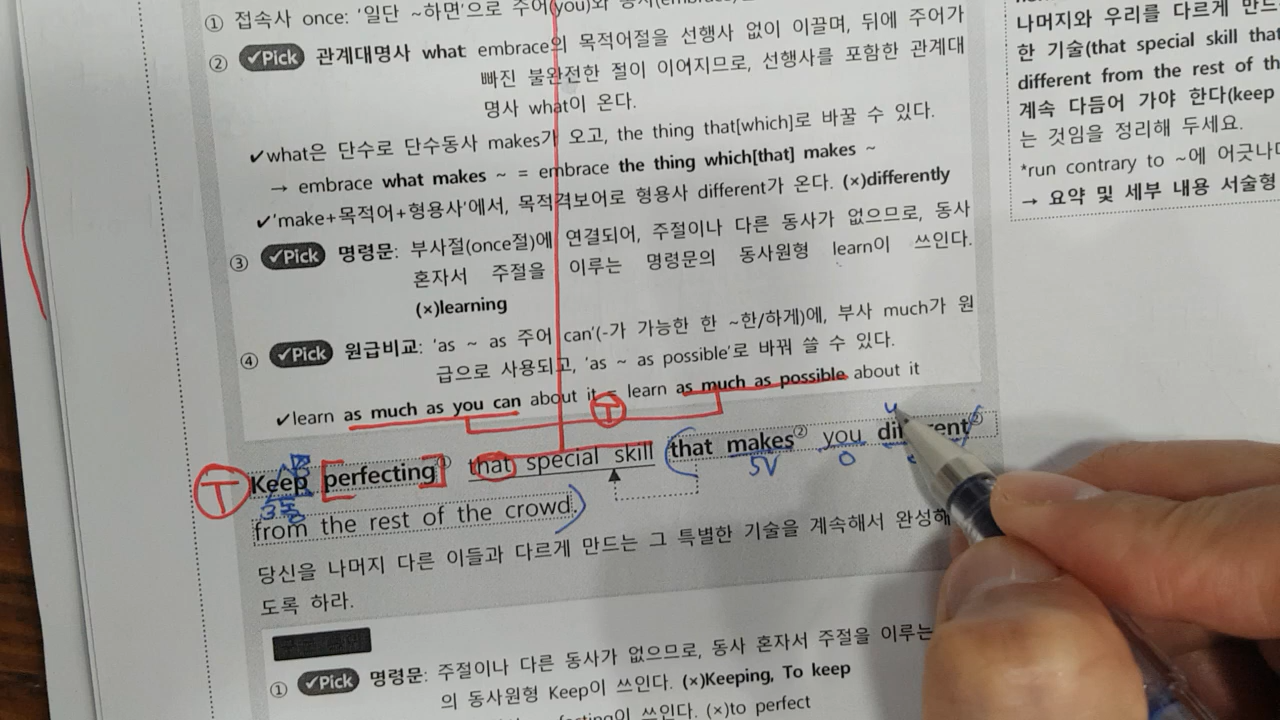 ① 접속사 once: '일단 ~하면'으로 주어(you)와
② ✓Pick 관계대명사 what: embrace의 목적어절을 선행사 없이 이끌며, 뒤에 주어가
빠진 불완전한 절이 이어지므로, 선행사를 포함한 관계대
명사 what이 온다.
✓what은 단수로 단수동사 makes가 오고, the thing that[which]로 바꿀 수 있다.
→ embrace what makes ~ = embrace the thing which[that] makes ~
✓'make+목적어+형용사'에서, 목적격보어로 형용사 different가 온다. (×)differently
③ ✓Pick 명령문: 부사절(once절)에 연결되어, 주절이나 다른 동사가 없으므로, 동사
혼자서 주절을 이루는 명령문의 동사원형 learn이 쓰인다.
(×)learning
④ ✓Pick 원급비교: 'as ~ as 주어 can'(-가 가능한 한 ~한/하게)에, 부사 much가 원
급으로 사용되고, 'as ~ as possible'로 바꿔 쓸 수 있다.
✓learn as much as you can about it = learn as much as possible about it
T
T Keep perfecting① that special skill that makes② you different②
5V O
from the rest of the crowd.
당신을 나머지 다른 이들과 다르게 만드는 그 특별한 기술을 계속해서 완성해
도록 하라.
① ✓Pick 명령문: 주절이나 다른 동사가 없으므로, 동사 혼자서 주절을 이루는
의 동사원형 Keep이 쓰인다. (×)Keeping, To keep
쓰인다. (×)to perfect
나머지와 우리를 다르게 만드
한 기술(that special skill that
different from the rest of th
계속 다듬어 가야 한다(keep
는 것임을 정리해 두세요.
*run contrary to ~에 어긋나다
→ 요약 및 세부 내용 서술형